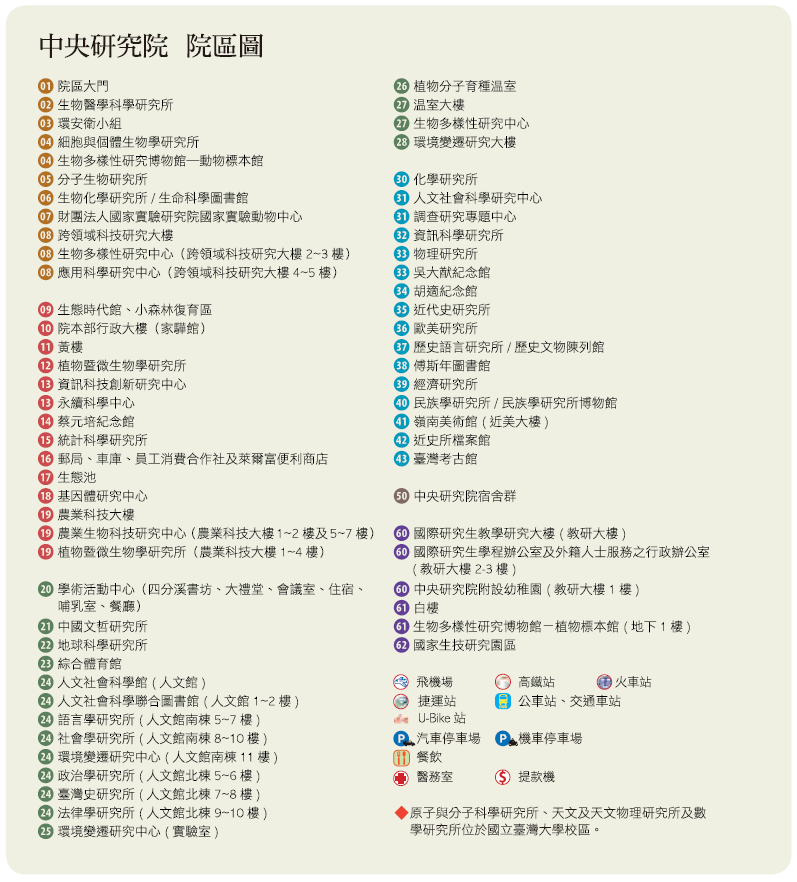 中央研究院 院區圖
01 院區大門
02 生物醫學科學研究所
03 環安衛小組
04 細胞與個體生物學研究所
04 生物多樣性研究博物館—動物標本館
05 分子生物研究所
06 生物化學研究所 / 生命科學圖書館
07 財團法人國家實驗研究院國家實驗動物中心
08 跨領域科技研究大樓
08 生物多樣性研究中心（跨領域科技研究大樓 2~3 樓）
08 應用科學研究中心（跨領域科技研究大樓 4~5 樓）
09 生態時代館、小森林復育區
10 院本部行政大樓（家驊館）
11 黃樓
12 植物暨微生物學研究所
13 資訊科技創新研究中心
13 永續科學中心
14 蔡元培紀念館
15 統計科學研究所
16 郵局、車庫、員工消費合作社及萊爾富便利商店
17 生態池
18 基因體研究中心
19 農業科技大樓
19 農業生物科技研究中心（農業科技大樓 1~2 樓及 5~7 樓）
19 植物暨微生物學研究所（農業科技大樓 1~4 樓）
20 學術活動中心（四分溪書坊、大禮堂、會議室、住宿、
哺乳室、餐廳）
21 中國文哲研究所
22 地球科學研究所
23 綜合體育館
24 人文社會科學館 ( 人文館 )
24 人文社會科學聯合圖書館 ( 人文館 1~2 樓 )
24 語言學研究所 ( 人文館南棟 5~7 樓 )
24 社會學研究所 ( 人文館南棟 8~10 樓 )
24 環境變遷研究中心 ( 人文館南棟 11 樓 )
24 政治學研究所 ( 人文館北棟 5~6 樓 )
24 臺灣史研究所 ( 人文館北棟 7~8 樓 )
24 法律學研究所 ( 人文館北棟 9~10 樓 )
25 環境變遷研究中心 ( 實驗室 )
26 植物分子育種溫室
27 溫室大樓
27 生物多樣性研究中心
28 環境變遷研究大樓
30 化學研究所
31 人文社會科學研究中心
31 調查研究專題中心
32 資訊科學研究所
33 物理研究所
33 吳大猷紀念館
34 胡適紀念館
35 近代史研究所
36 歐美研究所
37 歷史語言研究所 / 歷史文物陳列館
38 傅斯年圖書館
39 經濟研究所
40 民族學研究所 / 民族學研究所博物館
41 嶺南美術館 ( 近美大樓 )
42 近史所檔案館
43 臺灣考古館
50 中央研究院宿舍群
60 國際研究生教學研究大樓 ( 教研大樓 )
60 國際研究生學程辦公室及外籍人士服務之行政辦公室
( 教研大樓 2-3 樓 )
60 中央研究院附設幼稚園 ( 教研大樓 1 樓 )
61 白樓
61 生物多樣性研究博物館－植物標本館 ( 地下 1 樓 )
62 國家生技研究園區
飛機場 高鐵站 火車站
捷運站 公車站、交通車站
U-Bike 站
P 汽車停車場 P 機車停車場
餐飲
醫務室 $ 提款機
◆原子與分子科學研究所、天文及天文物理研究所及數
學研究所位於國立臺灣大學校區。